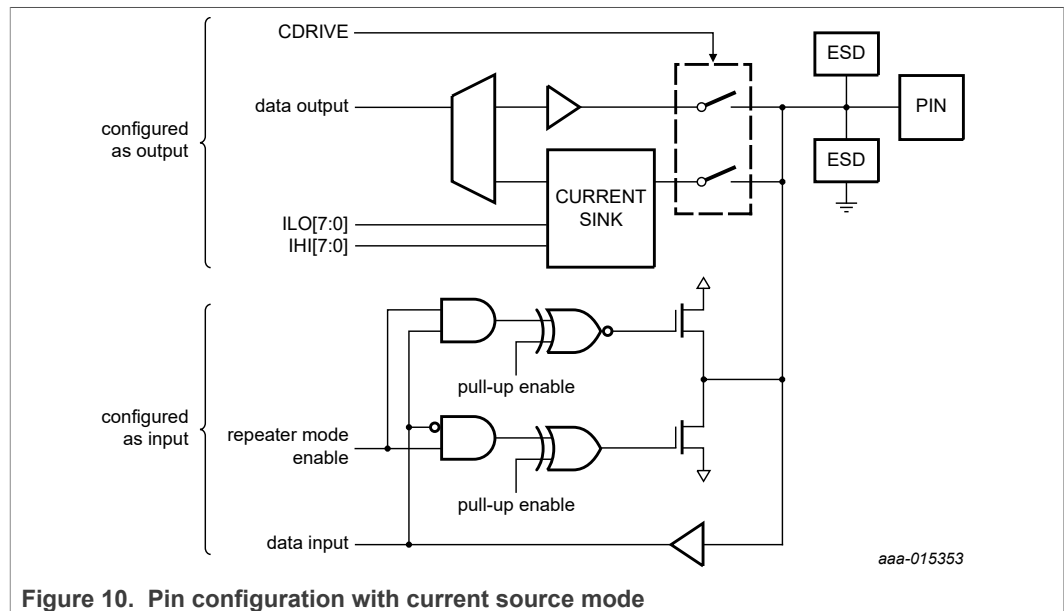 CDRIVE
ESD
data output
PIN
configured
as output
ESD
CURRENT
SINK
ILO[7:0]
IHI[7:0]
pull-up enable
configured
as input
repeater mode
enable
pull-up enable
data input
aaa-015353
Figure 10. Pin configuration with current source mode